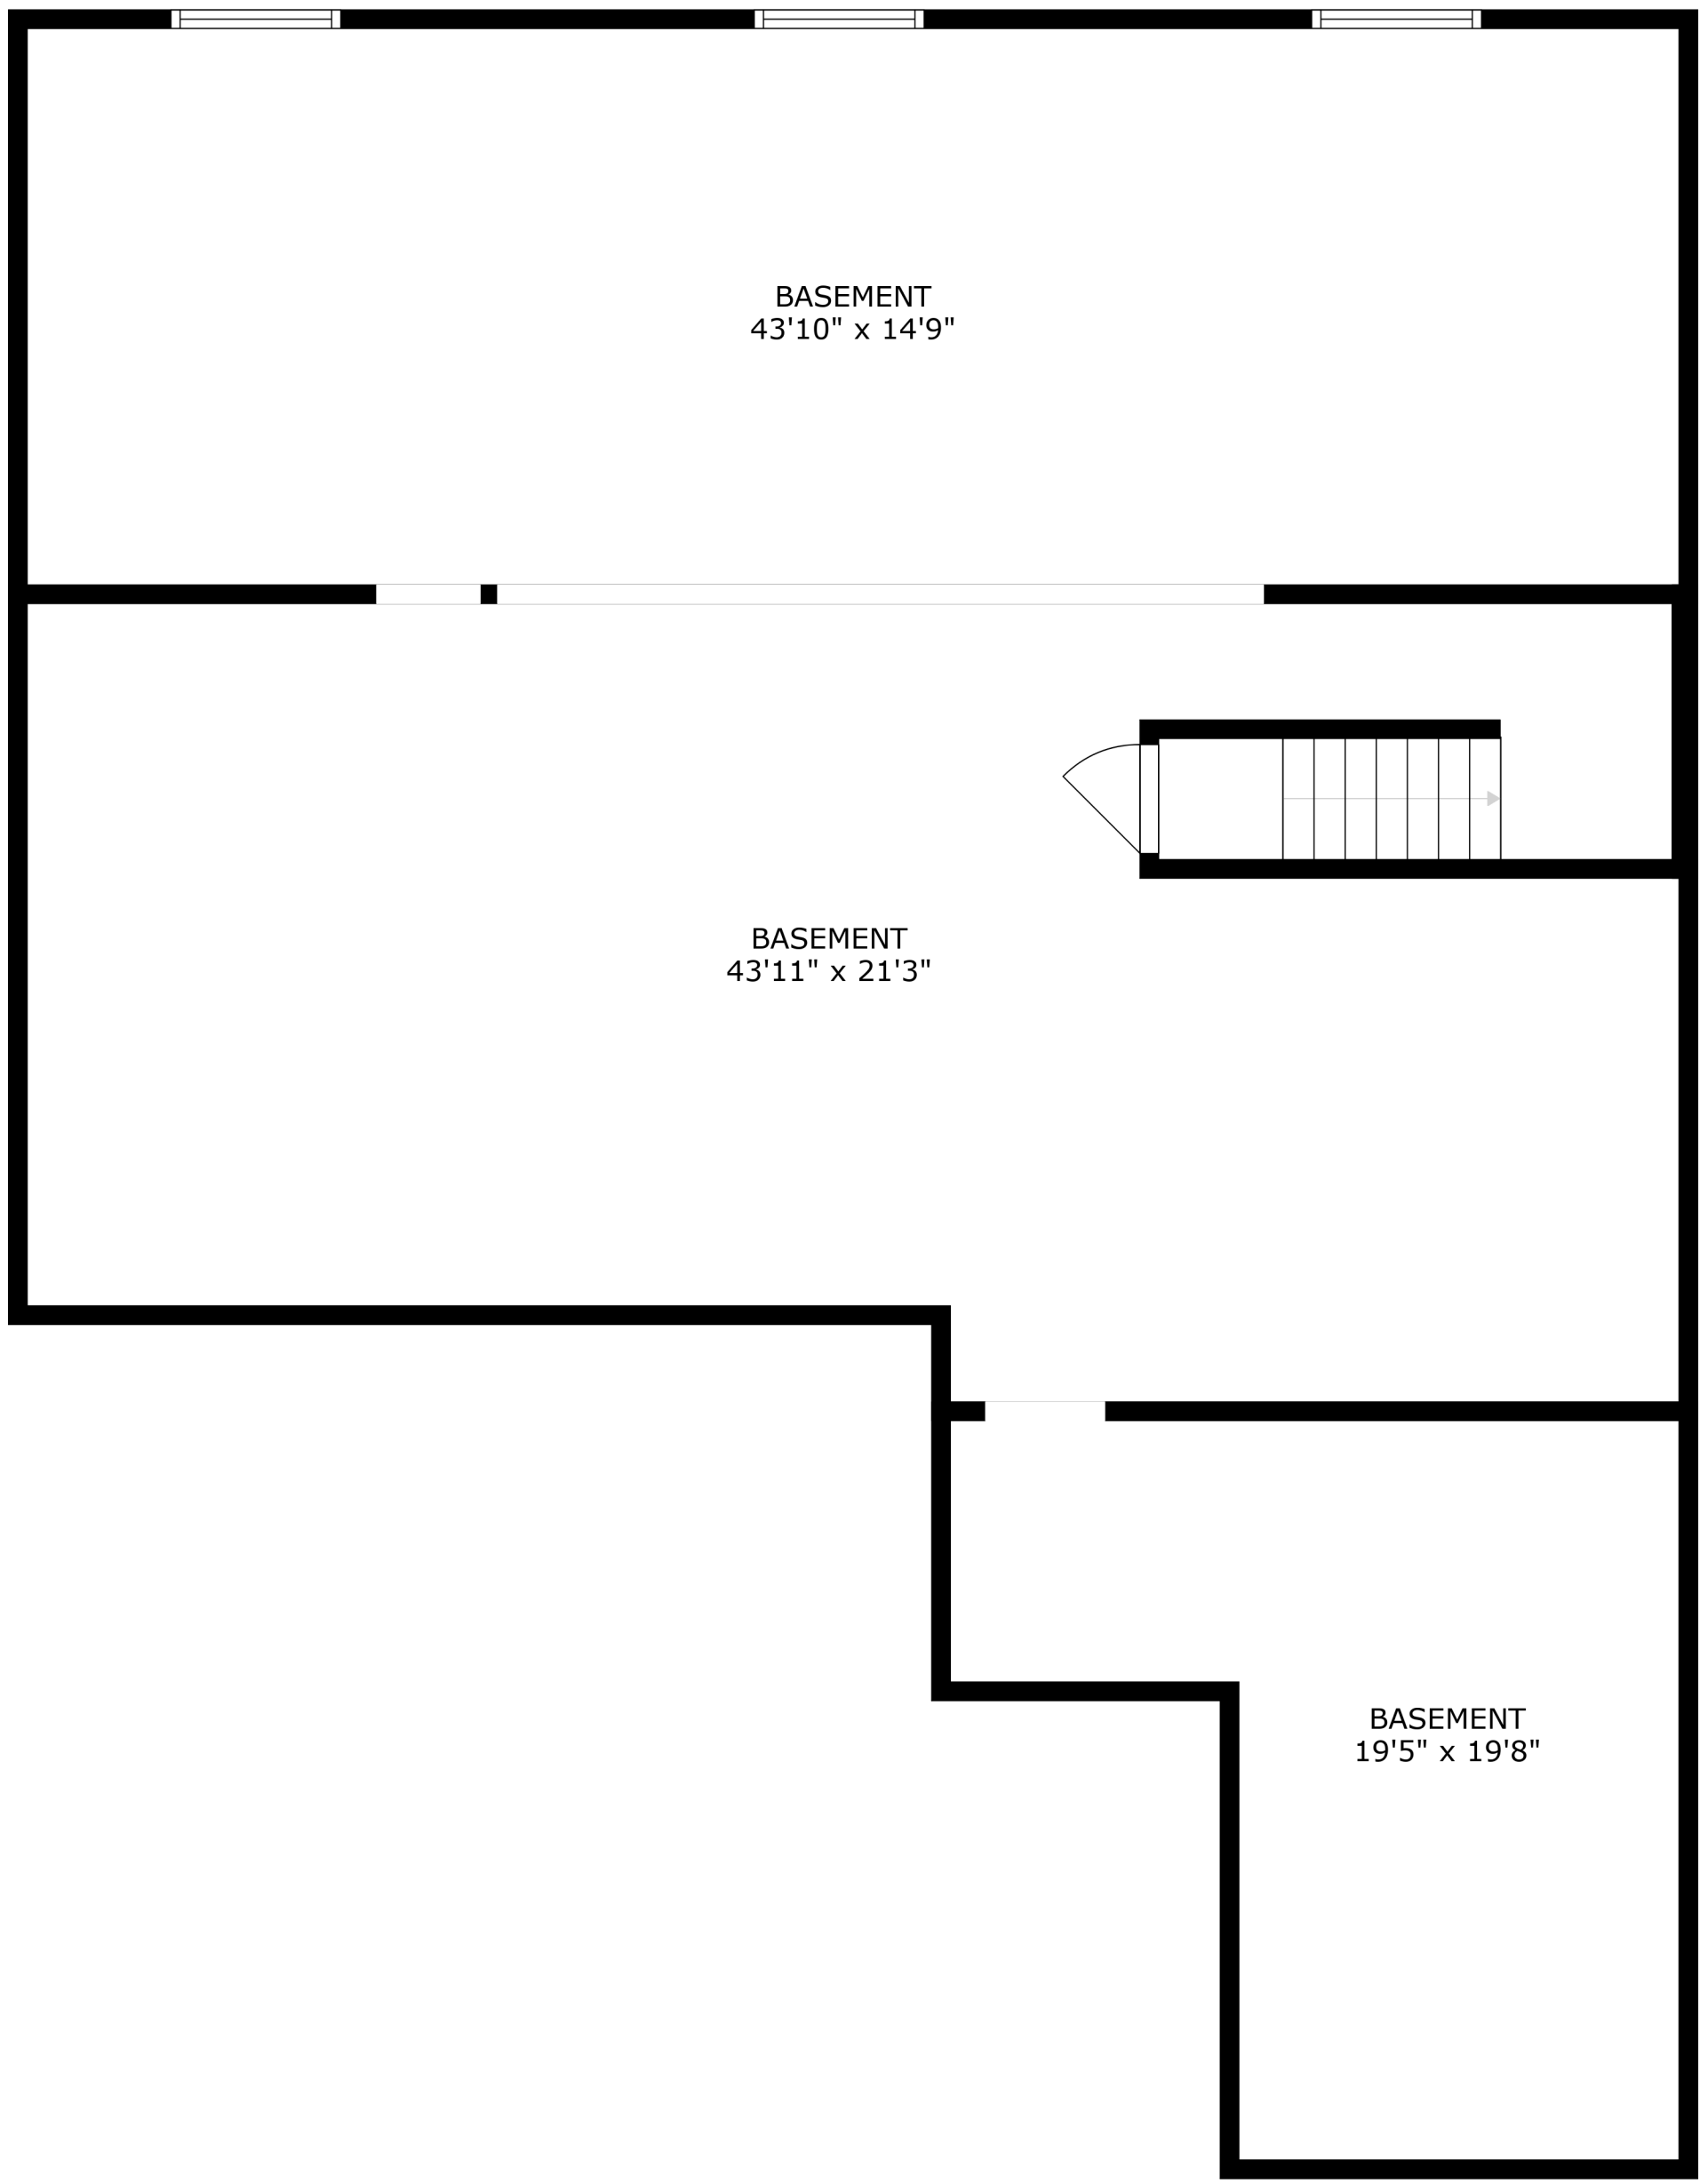 BASEMENT
43'10" x 14'9"
BASEMENT
43'11" x 21'3"
BASEMENT
19'5" x 19'8"